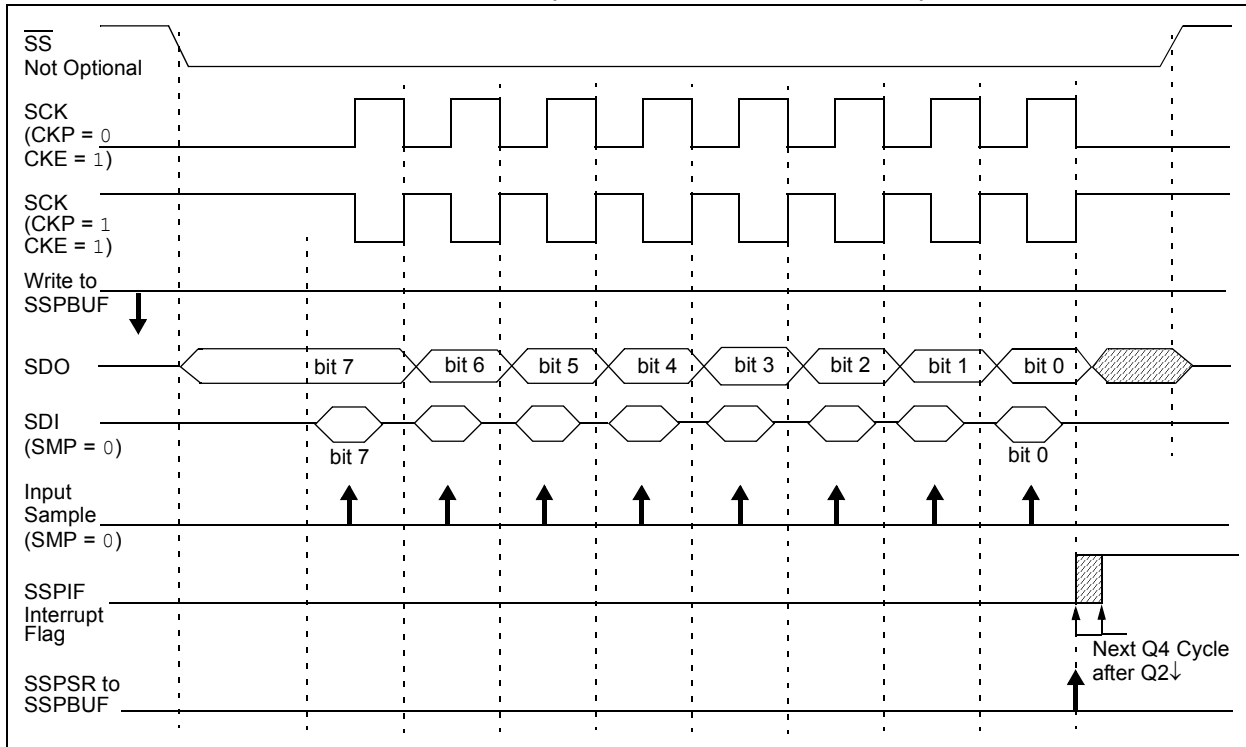 SS
Not Optional
SCK
(CKP = 0
CKE = 1)
SCK
(CKP = 1
CKE = 1)
Write to
SSPBUF
SDO
bit 7
bit 6
bit 5
bit 4
bit 3
bit 2
bit 1
bit 0
SDI
(SMP = 0)
bit 7
bit 0
Input
Sample
(SMP = 0)
SSPIF
Interrupt
Flag
Next Q4 Cycle
after Q2↓
SSPSR to
SSPBUF